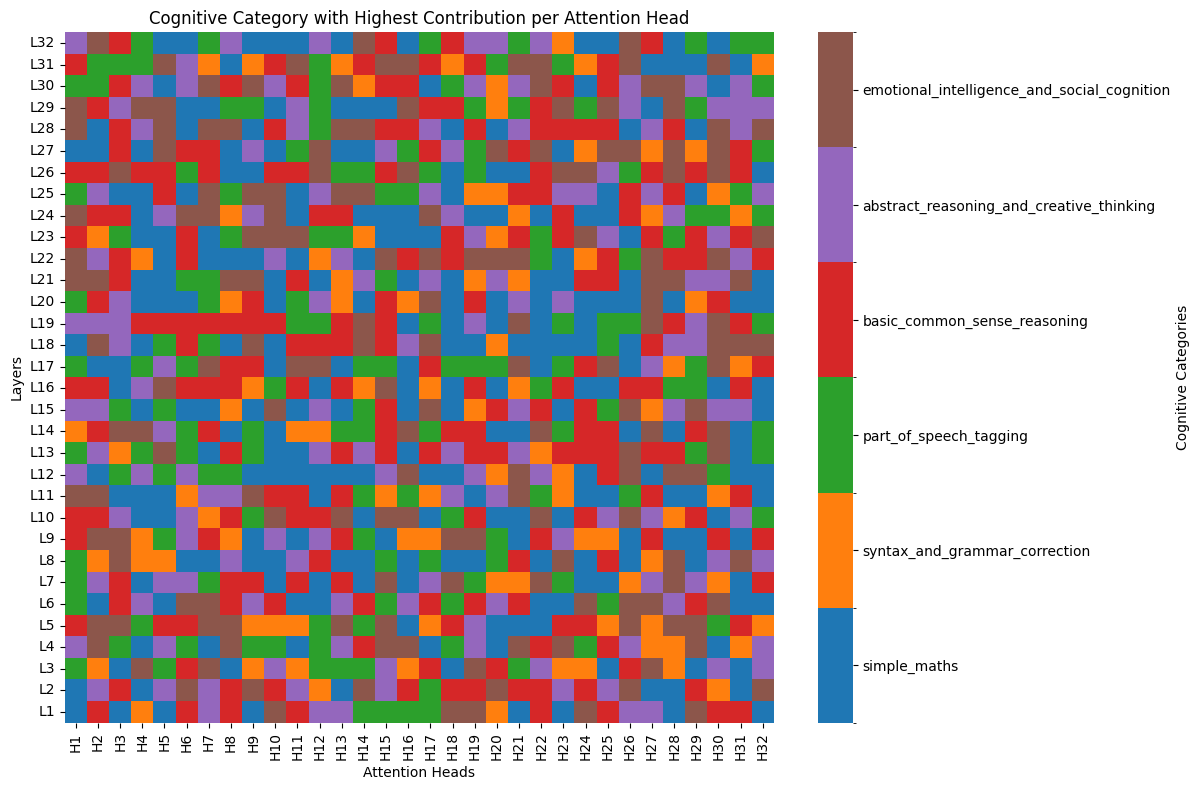 Cognitive Category with Highest Contribution per Attention Head
L32
L31
L30
L29
L28
L27
L26
L25
L24
L23
L22
L21
L20
L19
L18
L17
L16
L15
L14
L13
L12
L11
L10
L9
L8
L7
L6
L5
L4
L3
L2
L1
Layers
H1 H2 H3 H4 H5 H6 H7 H8 H9 H10 H11 H12 H13 H14 H15 H16 H17 H18 H19 H20 H21 H22 H23 H24 H25 H26 H27 H28 H29 H30 H31 H32
Attention Heads
emotional_intelligence_and_social_cognition
abstract_reasoning_and_creative_thinking
basic_common_sense_reasoning
part_of_speech_tagging
syntax_and_grammar_correction
simple_maths
Cognitive Categories